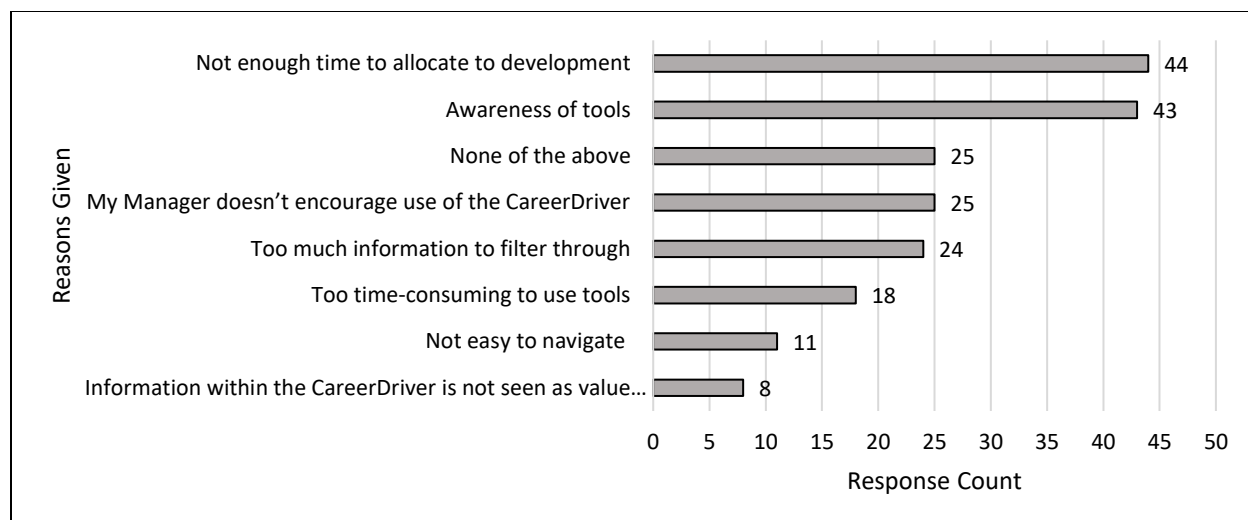 Reasons Given
Not enough time to allocate to development 44
Awareness of tools 43
None of the above 25
My Manager doesn’t encourage use of the CareerDriver 25
Too much information to filter through 24
Too time-consuming to use tools 18
Not easy to navigate 11
Information within the CareerDriver is not seen as value… 8
0 5 10 15 20 25 30 35 40 45 50
Response Count